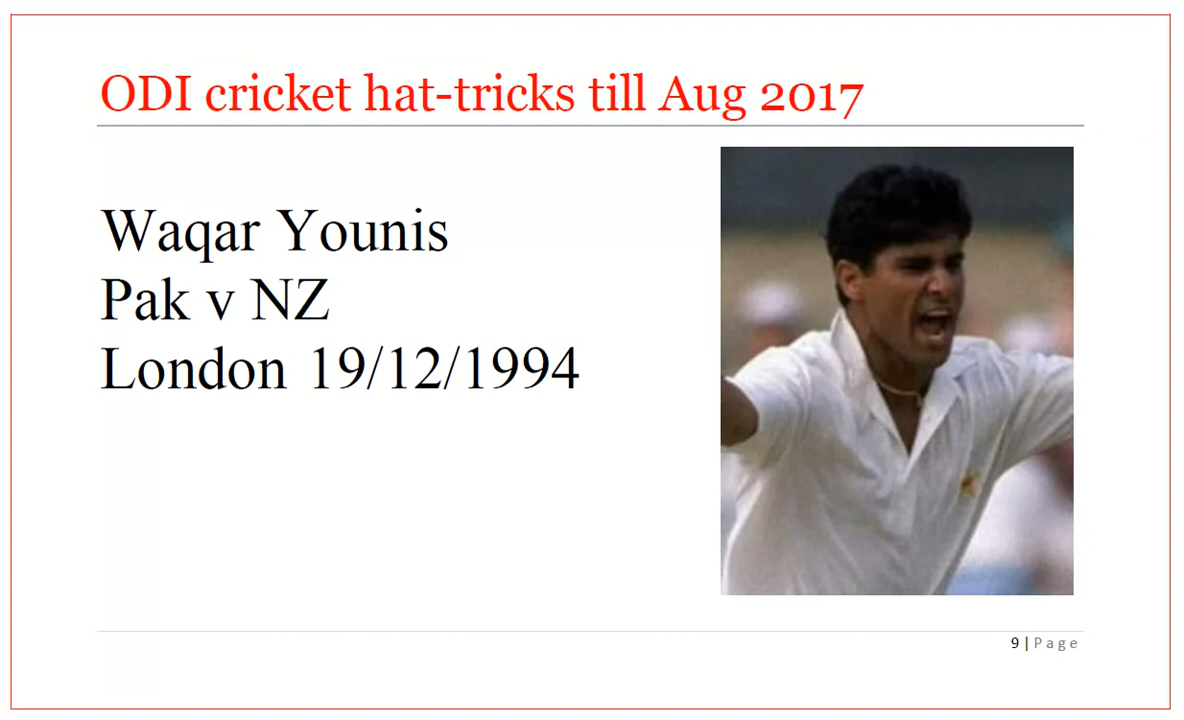 ODI cricket hat-tricks till Aug 2017
Waqar Younis
Pak v NZ
London 19/12/1994
9 | Page